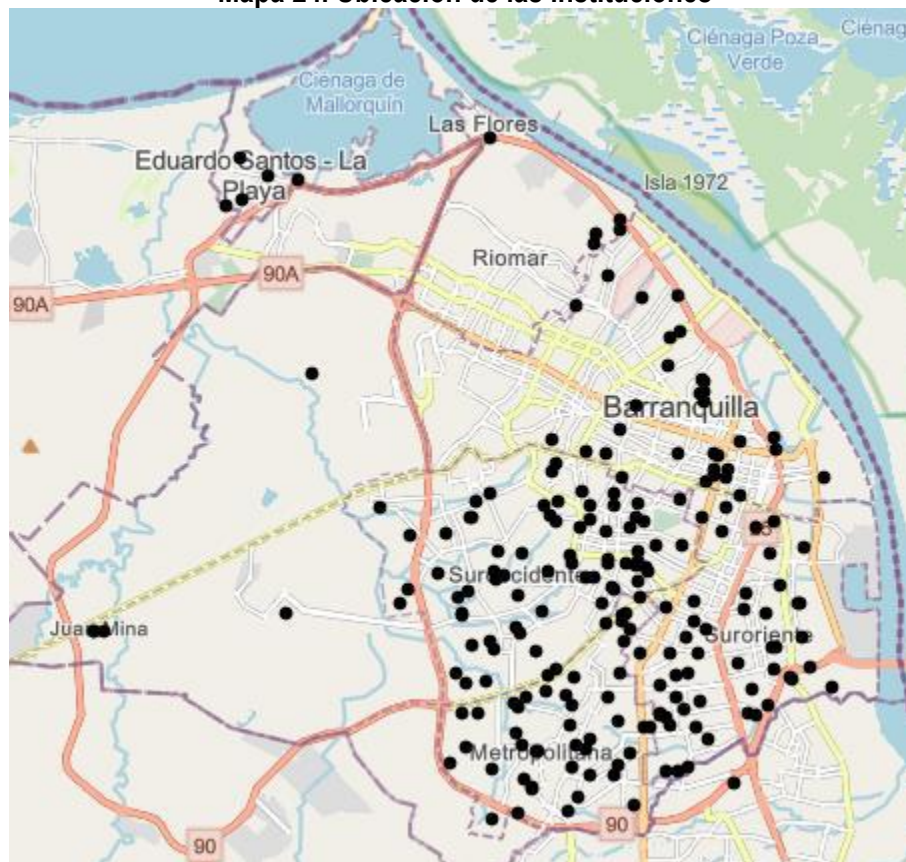 Mapa 24. Ubicación de las instituciones
Ciénaga Poza
Verde
Ciénaga de
Mallorquín
Las Flores
Eduardo Santos - La
Playa
Isla 1972
Riomar
90A
90A
Barranquilla
Suroccidente
Juan Mina
Suroriente
Metropolitana
90
90